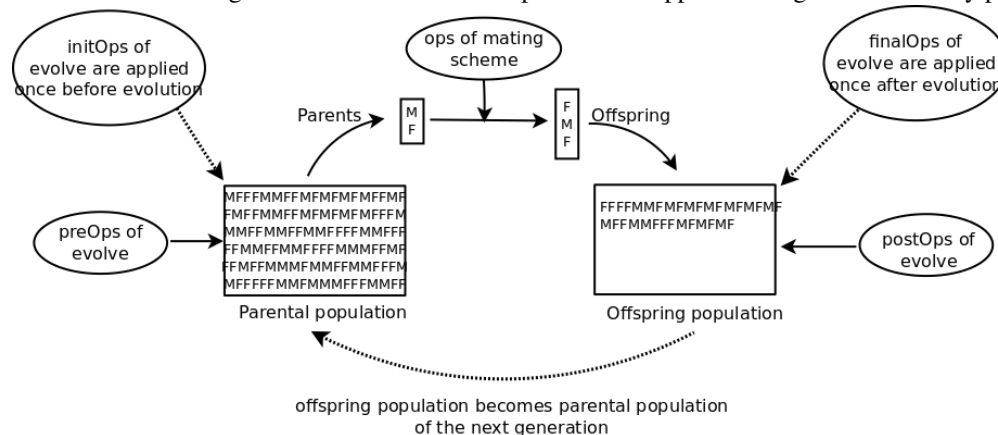 initOps of
evolve are applied
once before evolution
ops of mating
scheme
finalOps of
evolve are applied
once after evolution
Parents
M
F
F
M
F
Offspring
preOps of
evolve
MFFFMMFFMFMFMFMFFMF
FMFFMMFFMFMFMFMFFFM
MMFFMMFFMMFFFFMMFFF
FFMMFFMMFFFFMMMFFMF
FFMFFMMMFMMFFMMFFFM
MFFFFFMMFMMMFFFMMFF
FFFFMMFMFMFMFMFMFMF
MFFMMFFFMFMFMF
postOps of
evolve
Parental population
Offspring population
offspring population becomes parental population
of the next generation